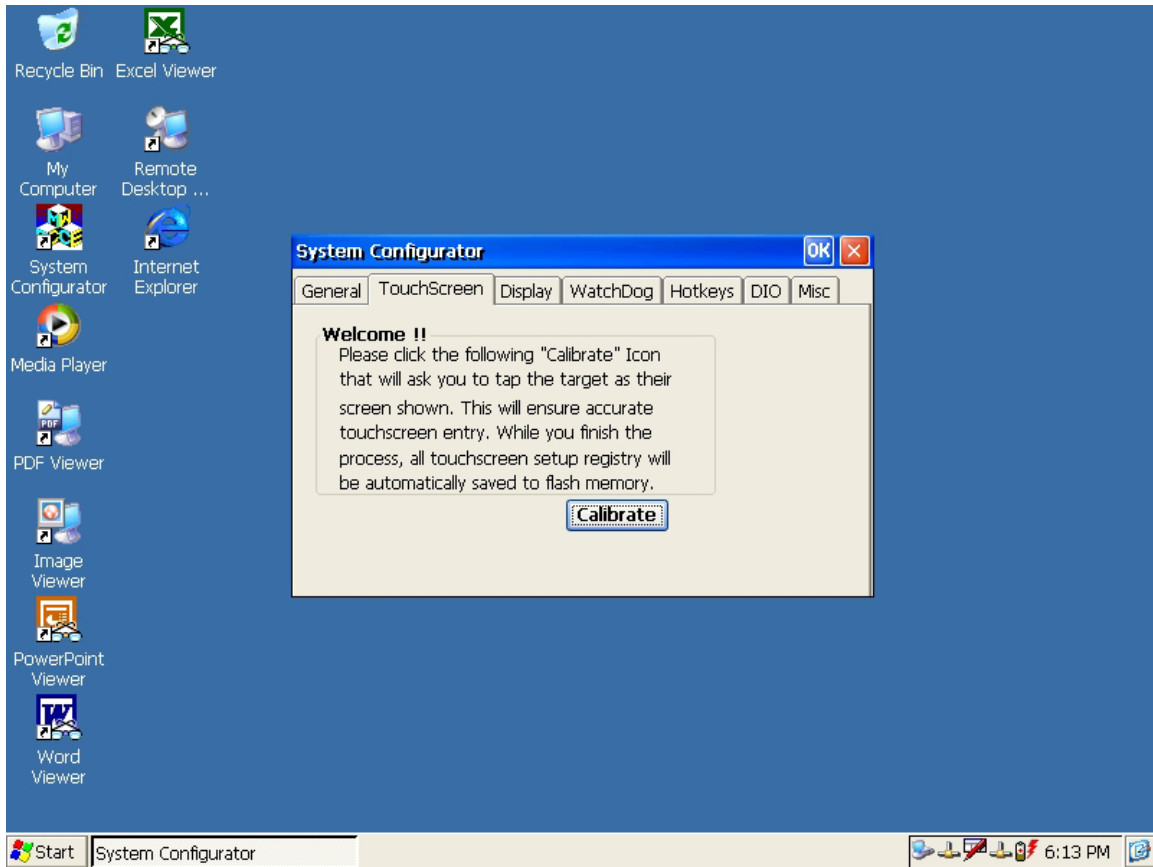 Recycle Bin
Excel Viewer
My
Computer
Remote
Desktop ...
System
Configurator
Internet
Explorer
Media Player
PDF
PDF Viewer
Image
Viewer
PowerPoint
Viewer
W
Word
Viewer
System Configurator
OK
General
TouchScreen
Display
WatchDog
Hotkeys
DIO
Misc
Welcome !!
Please click the following "Calibrate" Icon
that will ask you to tap the target as their
screen shown. This will ensure accurate
touchscreen entry. While you finish the
process, all touchscreen setup registry will
be automatically saved to flash memory.
Calibrate
Start
System Configurator
6:13 PM